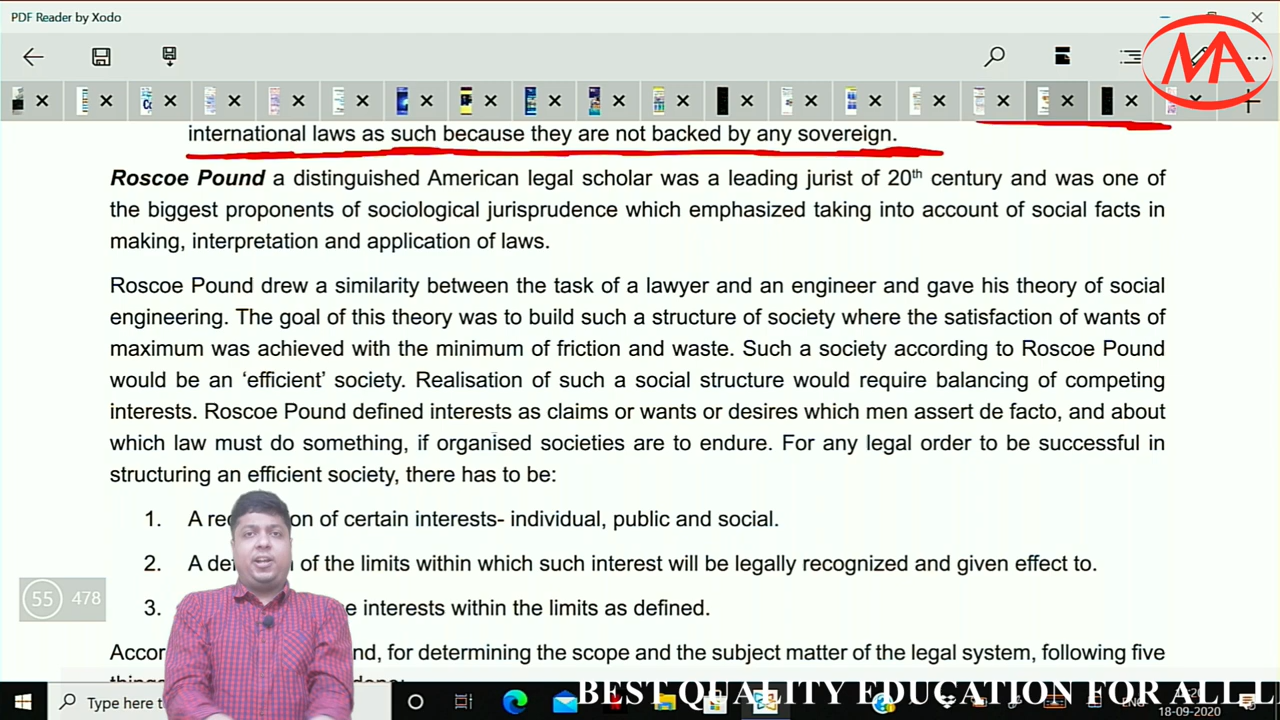 PDF Reader by Xodo
MA
international laws as such because they are not backed by any sovereign.
Roscoe Pound a distinguished American legal scholar was a leading jurist of 20th century and was one of
the biggest proponents of sociological jurisprudence which emphasized taking into account of social facts in
making, interpretation and application of laws.
Roscoe Pound drew a similarity between the task of a lawyer and an engineer and gave his theory of social
engineering. The goal of this theory was to build such a structure of society where the satisfaction of wants of
maximum was achieved with the minimum of friction and waste. Such a society according to Roscoe Pound
would be an ‘efficient’ society. Realisation of such a social structure would require balancing of competing
interests. Roscoe Pound defined interests as claims or wants or desires which men assert de facto, and about
which law must do something, if organised societies are to endure. For any legal order to be successful in
structuring an efficient society, there has to be:
1. A of certain interests- individual, public and social.
2. A of the limits within which such interest will be legally recognized and given effect to.
55 478
3. interests within the limits as defined.
for determining the scope and the subject matter of the legal system, following five
Type here
BEST QUALITY EDUCATION FOR ALL
18-09-2020